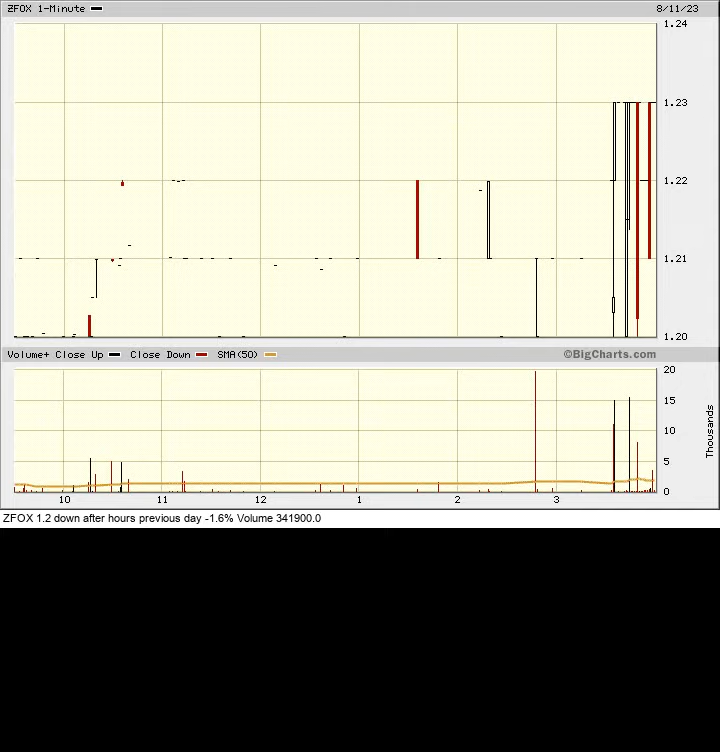 ZFOX 1-Minute 8/11/23
1.24
1.23
1.22
1.21
1.20
Volume+ Close Up Close Down SMA(50) ©BigCharts.com
20
15
10
5
0
Thousands
10 11 12 1 2 3
ZFOX 1.2 down after hours previous day -1.6% Volume 341900.0